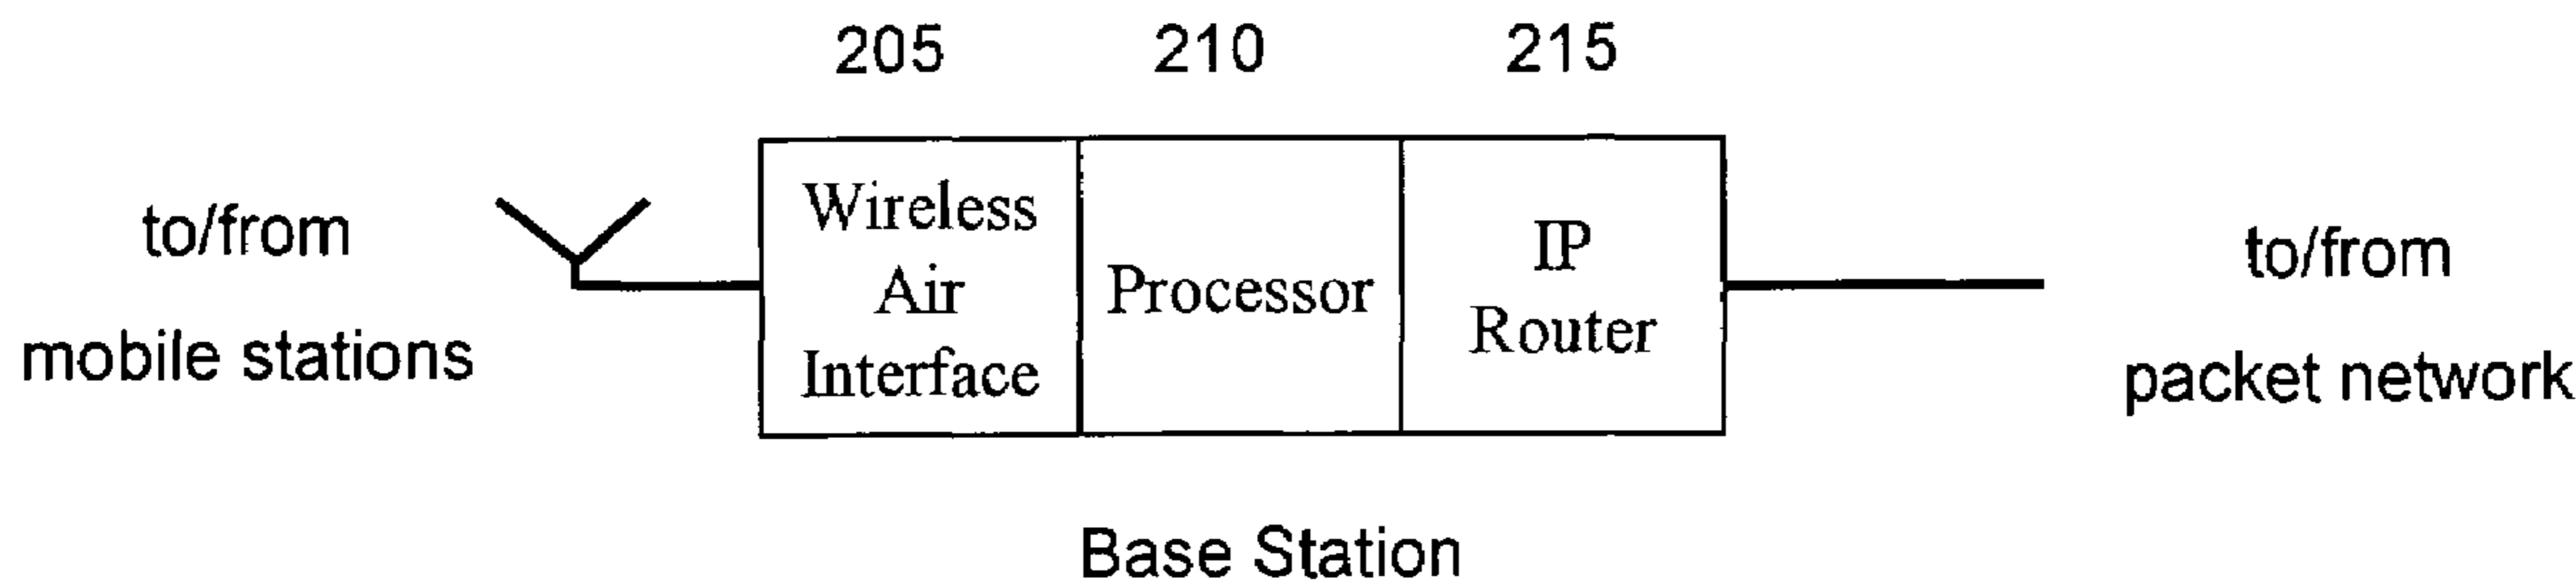 205 210 215
to/from
mobile stations
Wireless
Air
Interface
Processor
IP
Router
to/from
packet network
Base Station